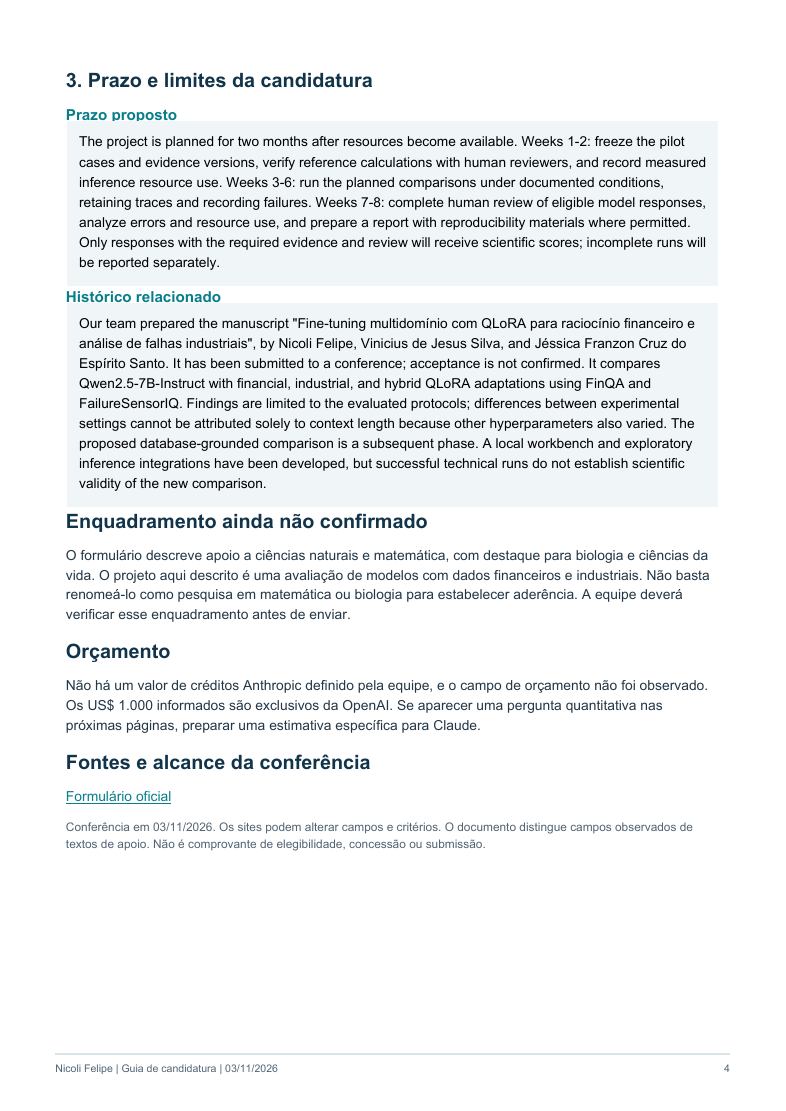 3. Prazo e limites da candidatura
Prazo proposto
The project is planned for two months after resources become available. Weeks 1-2: freeze the pilot
cases and evidence versions, verify reference calculations with human reviewers, and record measured
inference resource use. Weeks 3-6: run the planned comparisons under documented conditions,
retaining traces and recording failures. Weeks 7-8: complete human review of eligible model responses,
analyze errors and resource use, and prepare a report with reproducibility materials where permitted.
Only responses with the required evidence and review will receive scientific scores; incomplete runs will
be reported separately.
Histórico relacionado
Our team prepared the manuscript "Fine-tuning multidomínio com QLoRA para raciocínio financeiro e
análise de falhas industriais", by Nicoli Felipe, Vinicius de Jesus Silva, and Jéssica Franzon Cruz do
Espírito Santo. It has been submitted to a conference; acceptance is not confirmed. It compares
Qwen2.5-7B-Instruct with financial, industrial, and hybrid QLoRA adaptations using FinQA and
FailureSensorIQ. Findings are limited to the evaluated protocols; differences between experimental
settings cannot be attributed solely to context length because other hyperparameters also varied. The
proposed database-grounded comparison is a subsequent phase. A local workbench and exploratory
inference integrations have been developed, but successful technical runs do not establish scientific
validity of the new comparison.
Enquadramento ainda não confirmado
O formulário descreve apoio a ciências naturais e matemática, com destaque para biologia e ciências da
vida. O projeto aqui descrito é uma avaliação de modelos com dados financeiros e industriais. Não basta
renomeá-lo como pesquisa em matemática ou biologia para estabelecer aderência. A equipe deverá
verificar esse enquadramento antes de enviar.
Orçamento
Não há um valor de créditos Anthropic definido pela equipe, e o campo de orçamento não foi observado.
Os US$ 1.000 informados são exclusivos da OpenAI. Se aparecer uma pergunta quantitativa nas
próximas páginas, preparar uma estimativa específica para Claude.
Fontes e alcance da conferência
Formulário oficial
Conferência em 03/11/2026. Os sites podem alterar campos e critérios. O documento distingue campos observados de
textos de apoio. Não é comprovante de elegibilidade, concessão ou submissão.
Nicoli Felipe | Guia de candidatura | 03/11/2026
4